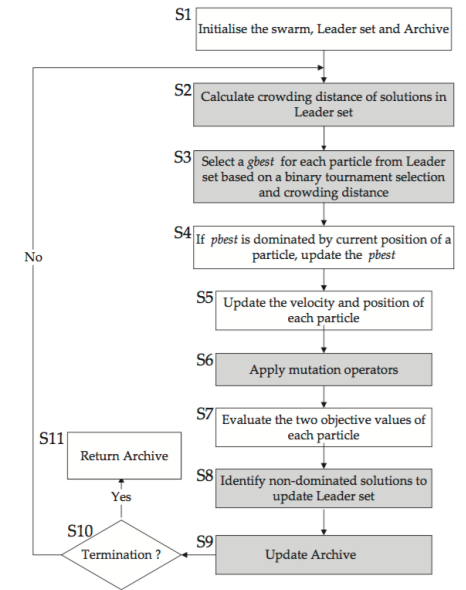 S1
Initialise the swarm, Leader set and Archive
S2
Calculate crowding distance of solutions in
Leader set
S3
Select a gbest for each particle from Leader
set based on a binary tournament selection
and crowding distance
S4
If pbest is dominated by current position of a
particle, update the pbest
No
S5
Update the velocity and position of
each particle
S6
Apply mutation operators
S7
Evaluate the two objective values of
each particle
S11
Return Archive
S8
Identify non-dominated solutions to
update Leader set
Yes
S10
Termination ?
S9
Update Archive